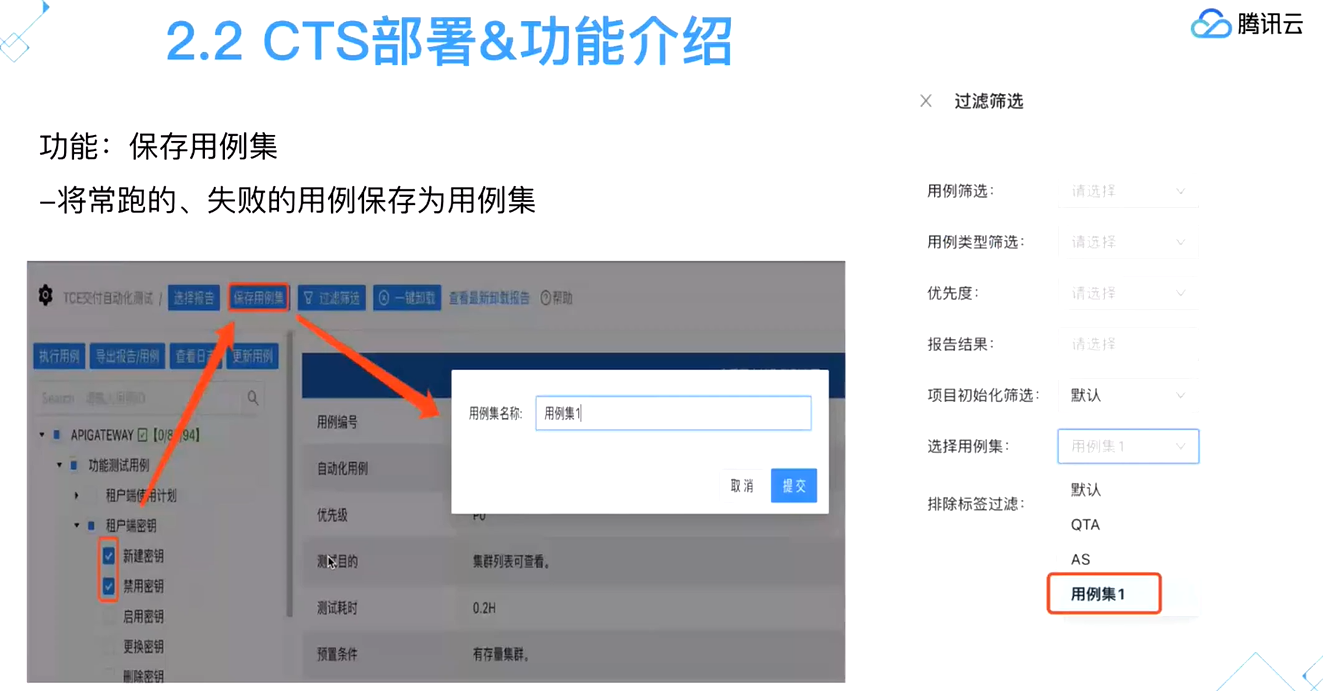 2.2 CTS部署&功能介绍
腾讯云
功能：保存用例集
–将常跑的、失败的用例保存为用例集
TCE交付自动化测试 / 选择报告 保存用例集 过滤筛选 一键卸载 查看最新卸载报告 帮助
执行用例 导出报告/用例 查看日志 更新用例
Search
APIGATEWAY
功能测试用例
租户端使用计划
租户端密钥
新建密钥
禁用密钥
启用密钥
更换密钥
删除密钥
用例编号
自动化用例
优先级 P0
测试目的 集群列表可查看。
测试耗时 0.2H
预置条件 有存量集群。
用例集名称: 用例集1
取消 提交
过滤筛选
用例筛选: 请选择
用例类型筛选: 请选择
优先度: 请选择
报告结果: 请选择
项目初始化筛选: 默认
选择用例集: 用例集1
排除标签过滤:
默认
QTA
AS
用例集1